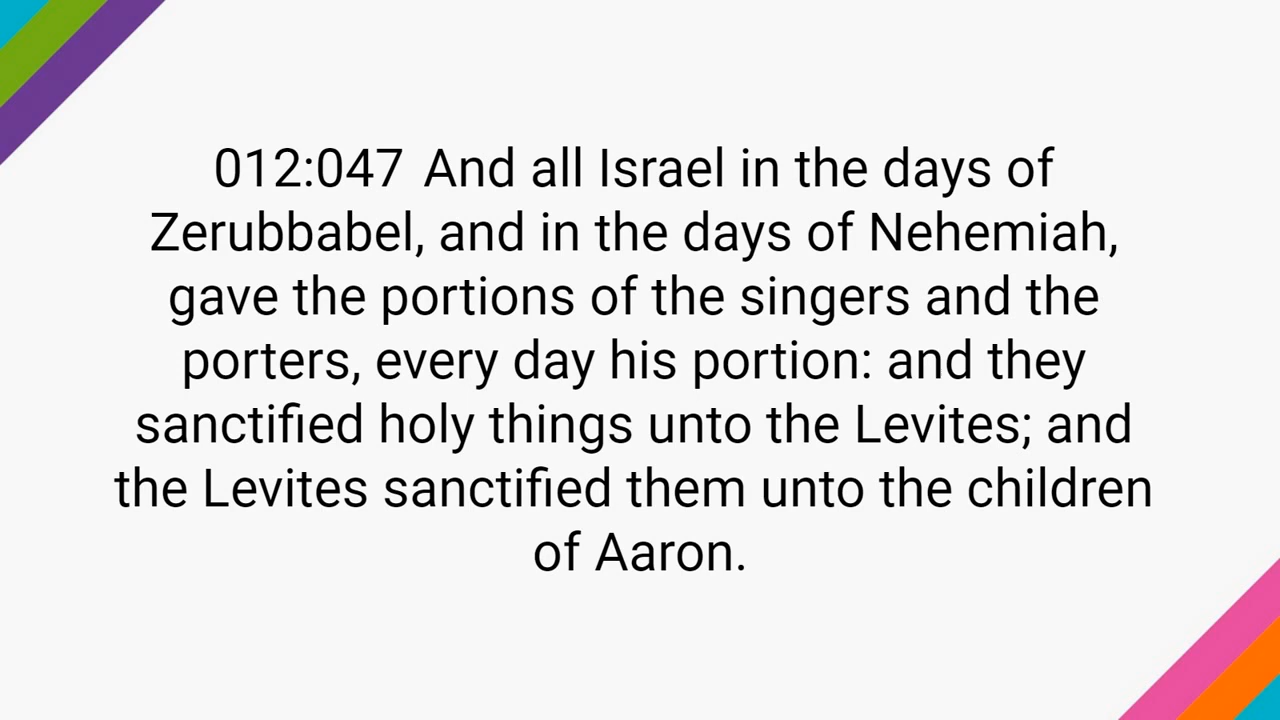 012:047 And all Israel in the days of
Zerubbabel, and in the days of Nehemiah,
gave the portions of the singers and the
porters, every day his portion: and they
sanctified holy things unto the Levites; and
the Levites sanctified them unto the children
of Aaron.